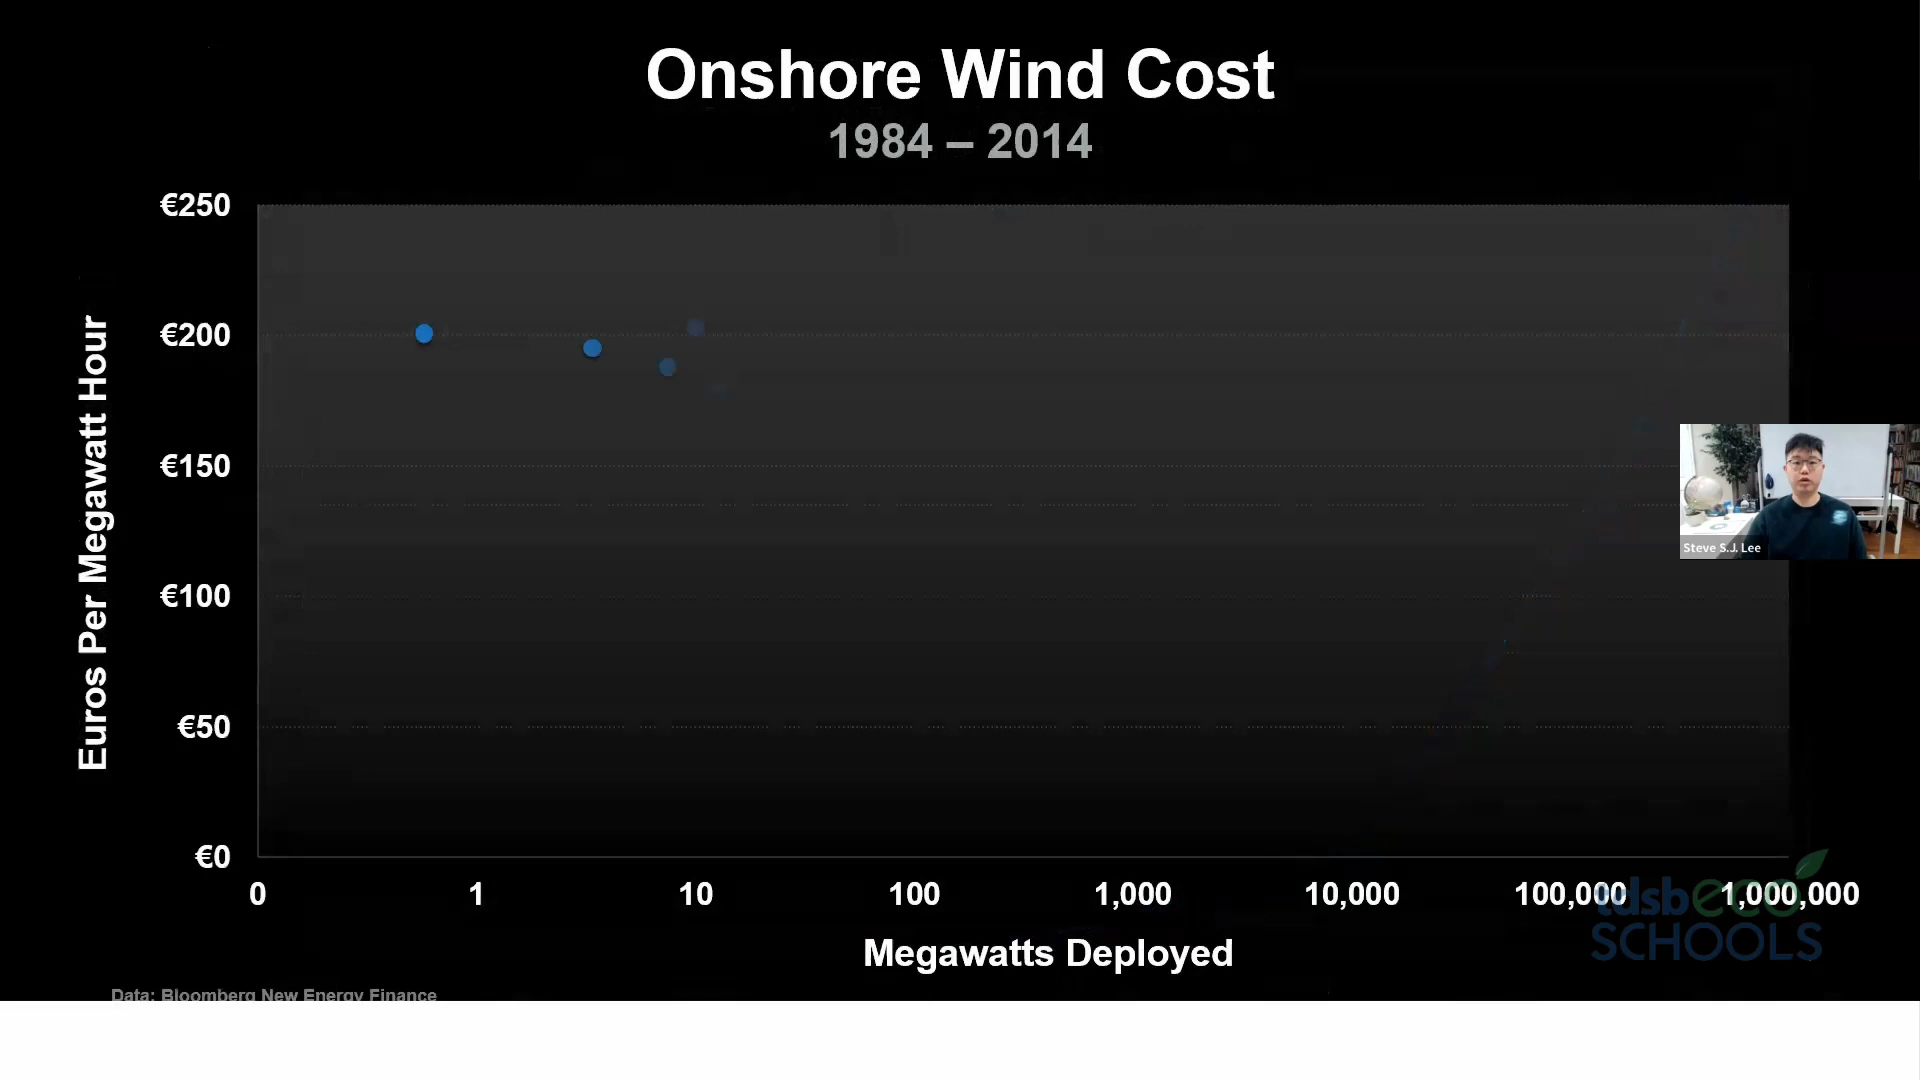 Onshore Wind Cost
1984 – 2014
€250
€200
€150
€100
€50
€0
Euros Per Megawatt Hour
0 1 10 100 1,000 10,000 100,000 1,000,000
Megawatts Deployed
Data: Bloomberg New Energy Finance
Steve S.J. Lee
tdsbeco
SCHOOLS